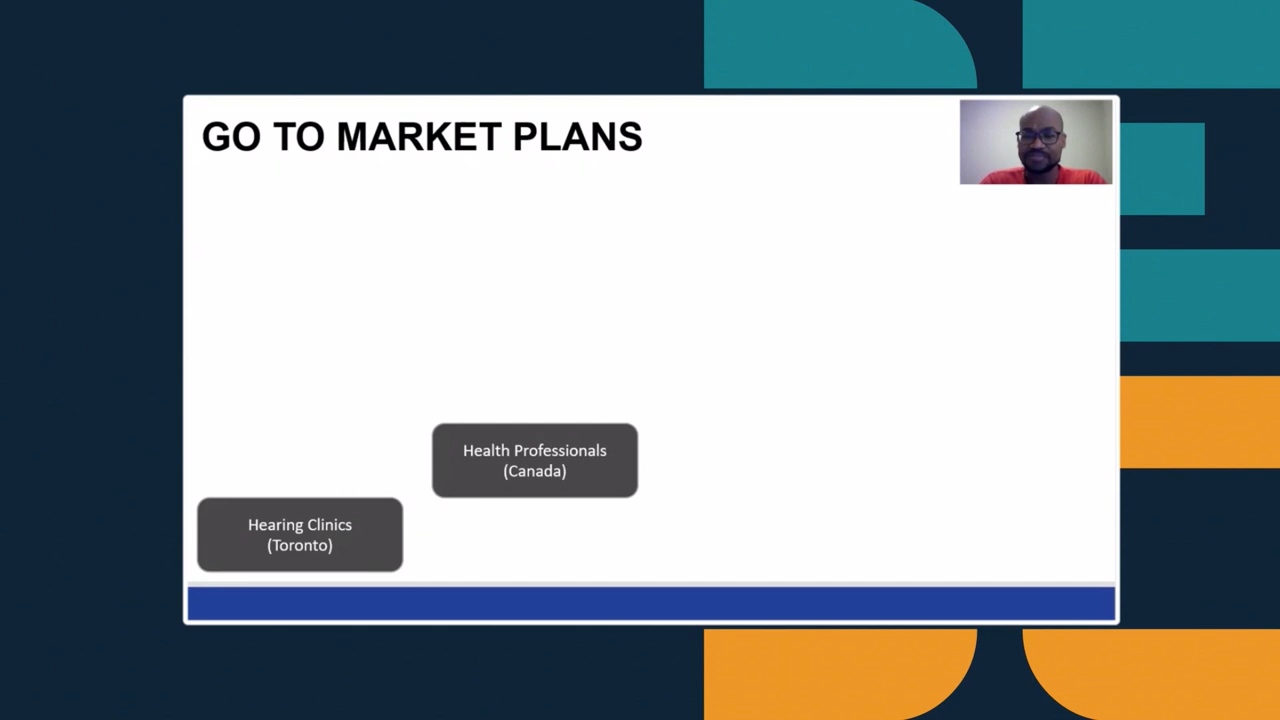 GO TO MARKET PLANS
Health Professionals
(Canada)
Hearing Clinics
(Toronto)